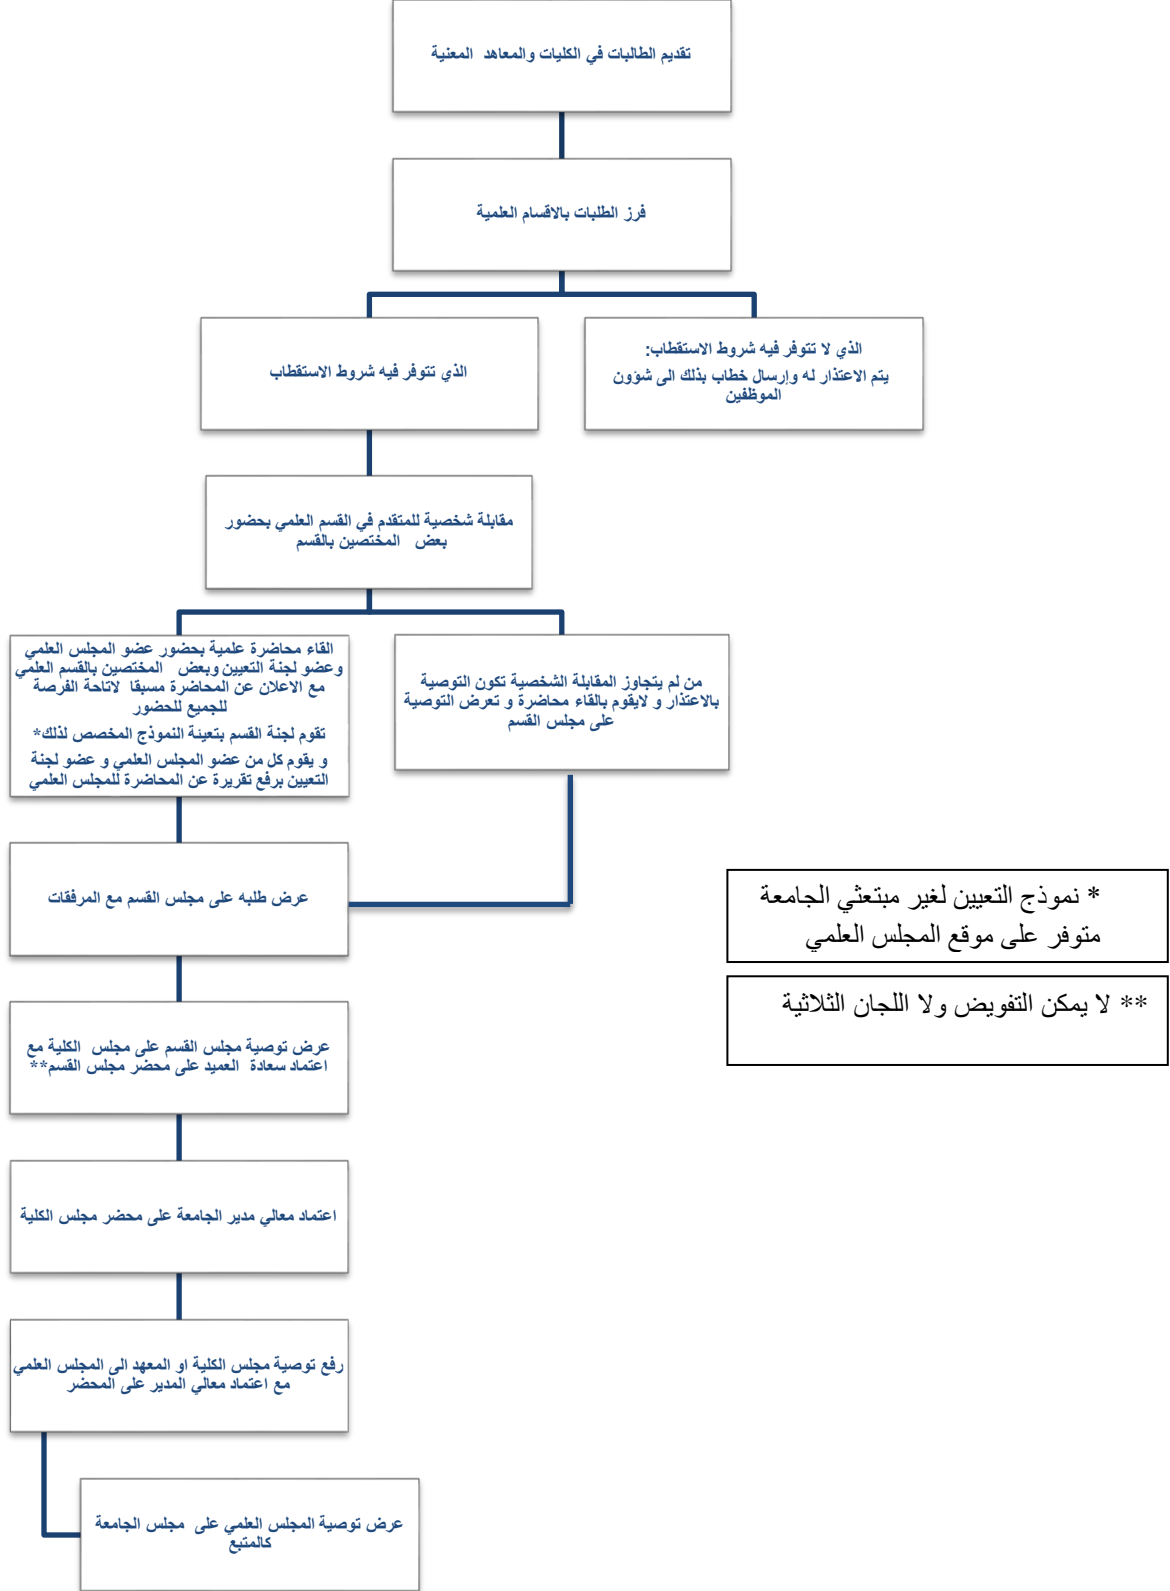 تقديم الطالبات في الكليات والمعاهد المعنية
فرز الطلبات بالاقسام العلمية
الذي لا تتوفر فيه شروط الاستقطاب:
يتم الاعتذار له وإرسال خطاب بذلك الى شؤون
الموظفين
الذي تتوفر فيه شروط الاستقطاب
مقابلة شخصية للمتقدم في القسم العلمي بحضور
بعض المختصين بالقسم
من لم يتجاوز المقابلة الشخصية تكون التوصية
بالاعتذار و لايقوم بالقاء محاضرة و تعرض التوصية
على مجلس القسم
القاء محاضرة علمية بحضور عضو المجلس العلمي
وعضو لجنة التعيين وبعض المختصين بالقسم العلمي
مع الاعلان عن المحاضرة مسبقا لاتاحة الفرصة
للجميع للحضور
تقوم لجنة القسم بتعبئة النموذج المخصص لذلك*
و يقوم كل من عضو المجلس العلمي و عضو لجنة
التعيين برفع تقريرة عن المحاضرة للمجلس العلمي
عرض طلبه على مجلس القسم مع المرفقات
* نموذج التعيين لغير مبتعثي الجامعة
متوفر على موقع المجلس العلمي
** لا يمكن التفويض ولا اللجان الثلاثية
عرض توصية مجلس القسم على مجلس الكلية مع
اعتماد سعادة العميد على محضر مجلس القسم**
اعتماد معالي مدير الجامعة على محضر مجلس الكلية
رفع توصية مجلس الكلية او المعهد الى المجلس العلمي
مع اعتماد معالي المدير على المحضر
عرض توصية المجلس العلمي على مجلس الجامعة
كالمتبع